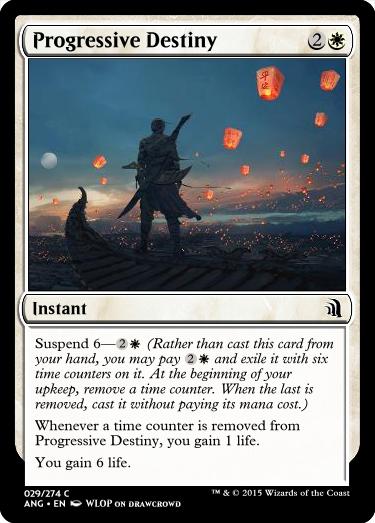 Progressive Destiny 2
Instant
Suspend 6—2 (Rather than cast this card from
your hand, you may pay 2 and exile it with six
time counters on it. At the beginning of your
upkeep, remove a time counter. When the last is
removed, cast it without paying its mana cost.)
Whenever a time counter is removed from
Progressive Destiny, you gain 1 life.
You gain 6 life.
029/274 C
ANG • EN WLOP ON DRAWCROWD
™ & © 2015 Wizards of the Coast